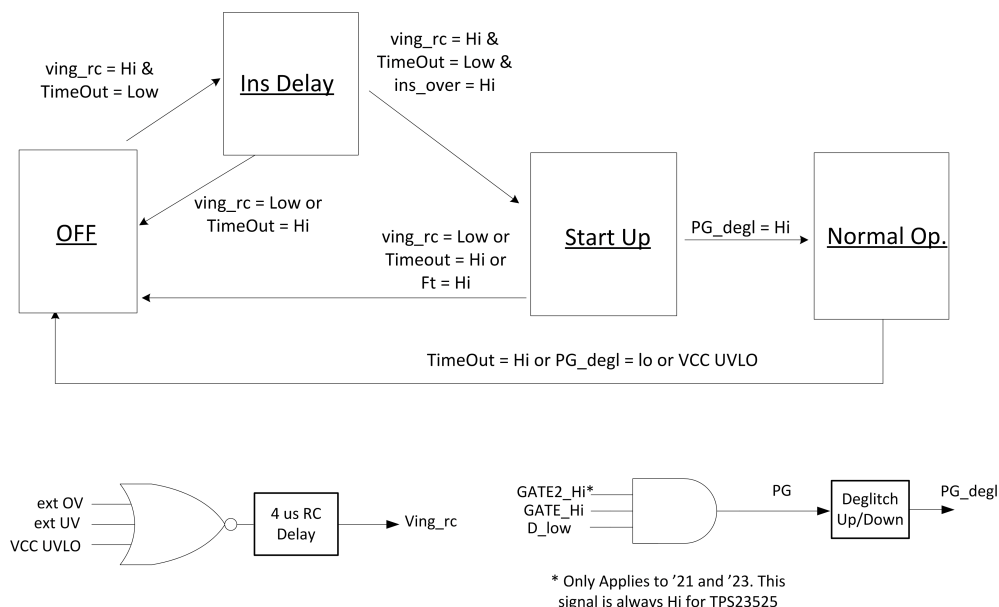 ving_rc = Hi &
TimeOut = Low
Ins Delay
ving_rc = Hi &
TimeOut = Low &
ins_over = Hi
OFF
ving_rc = Low or
TimeOut = Hi
ving_rc = Low or
Timeout = Hi or
Ft = Hi
Start Up
PG_degl = Hi
Normal Op.
TimeOut = Hi or PG_degl = lo or VCC UVLO
ext OV
ext UV
VCC UVLO
4 us RC
Delay
Ving_rc
GATE2_Hi*
GATE_Hi
D_low
PG
Deglitch
Up/Down
PG_degl
* Only Applies to ’21 and ’23. This
signal is always Hi for TPS23525